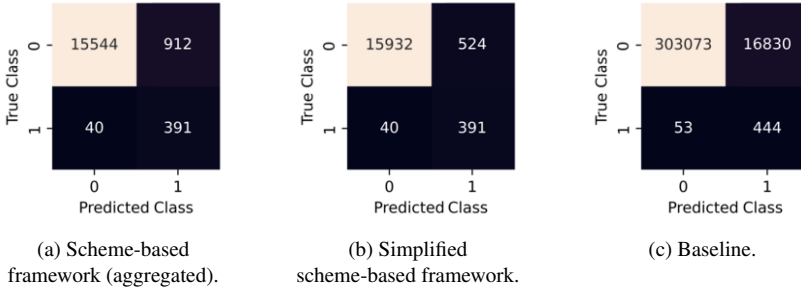 True Class
0
15544
912
1
40
391
0
1
Predicted Class
(a) Scheme-based
framework (aggregated).
True Class
0
15932
524
1
40
391
0
1
Predicted Class
(b) Simplified
scheme-based framework.
True Class
0
303073
16830
1
53
444
0
1
Predicted Class
(c) Baseline.